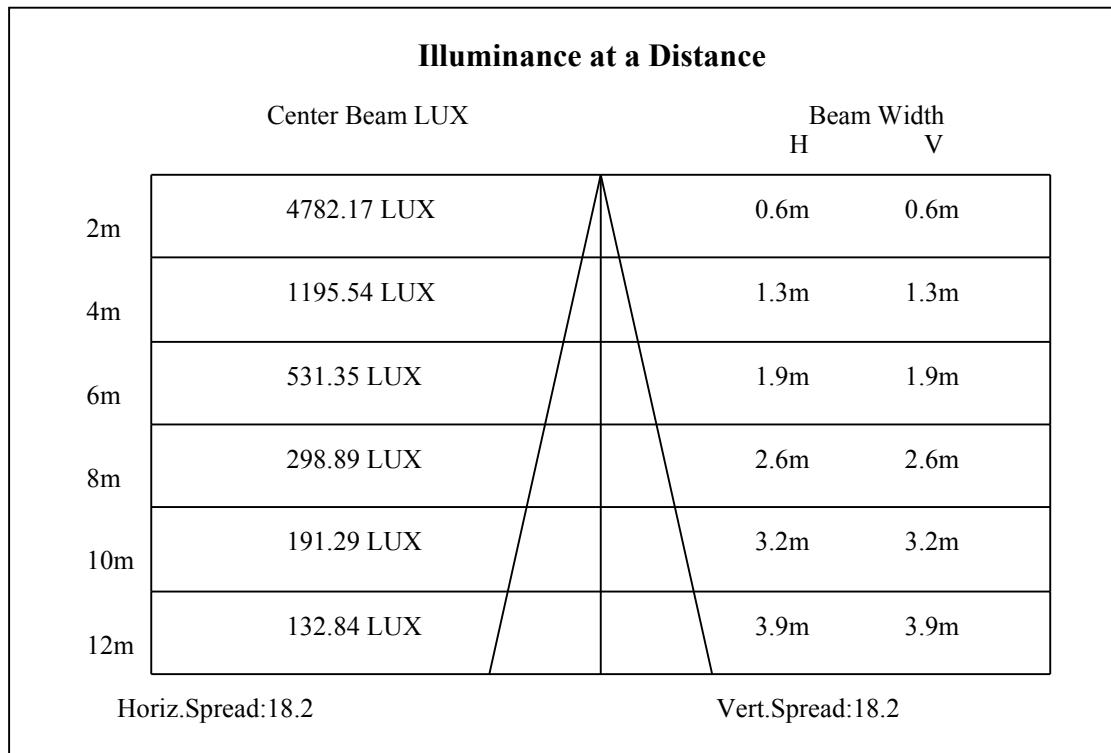 Illuminance at a Distance
Center Beam LUX Beam Width
H V
2m 4782.17 LUX 0.6m 0.6m
4m 1195.54 LUX 1.3m 1.3m
6m 531.35 LUX 1.9m 1.9m
8m 298.89 LUX 2.6m 2.6m
10m 191.29 LUX 3.2m 3.2m
12m 132.84 LUX 3.9m 3.9m
Horiz.Spread:18.2 Vert.Spread:18.2